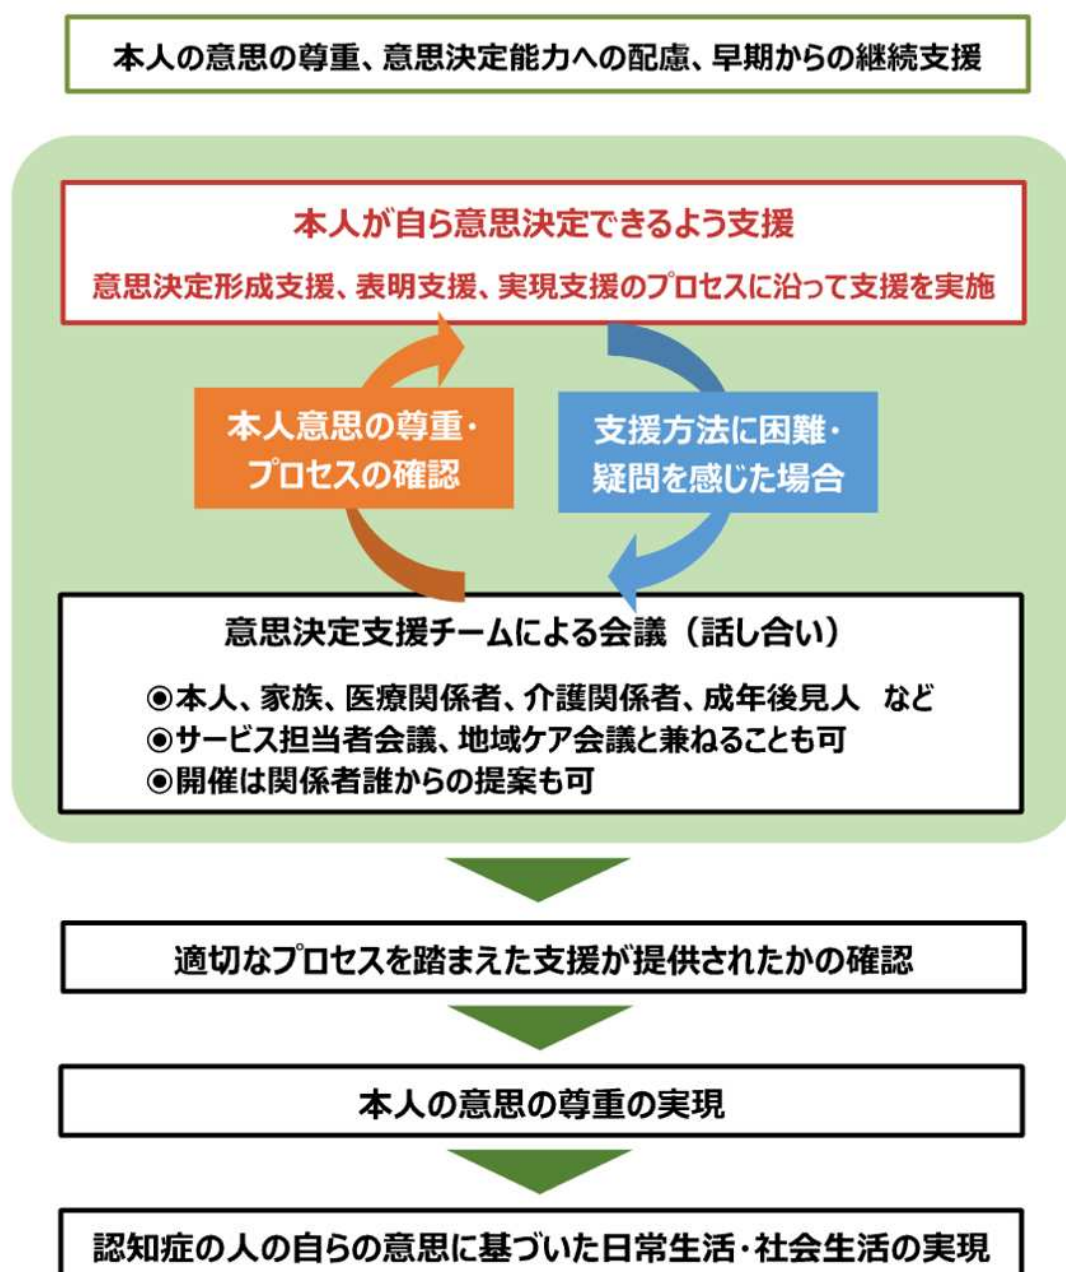 本人の意思の尊重、意思決定能力への配慮、早期からの継続支援
本人が自ら意思決定できるよう支援
意思決定形成支援、表明支援、実現支援のプロセスに沿って支援を実施
本人意思の尊重・
プロセスの確認
支援方法に困難・
疑問を感じた場合
意思決定支援チームによる会議（話し合い）
◉本人、家族、医療関係者、介護関係者、成年後見人 など
◉サービス担当者会議、地域ケア会議と兼ねることも可
◉開催は関係者誰からの提案も可
適切なプロセスを踏まえた支援が提供されたかの確認
本人の意思の尊重の実現
認知症の人の自らの意思に基づいた日常生活・社会生活の実現